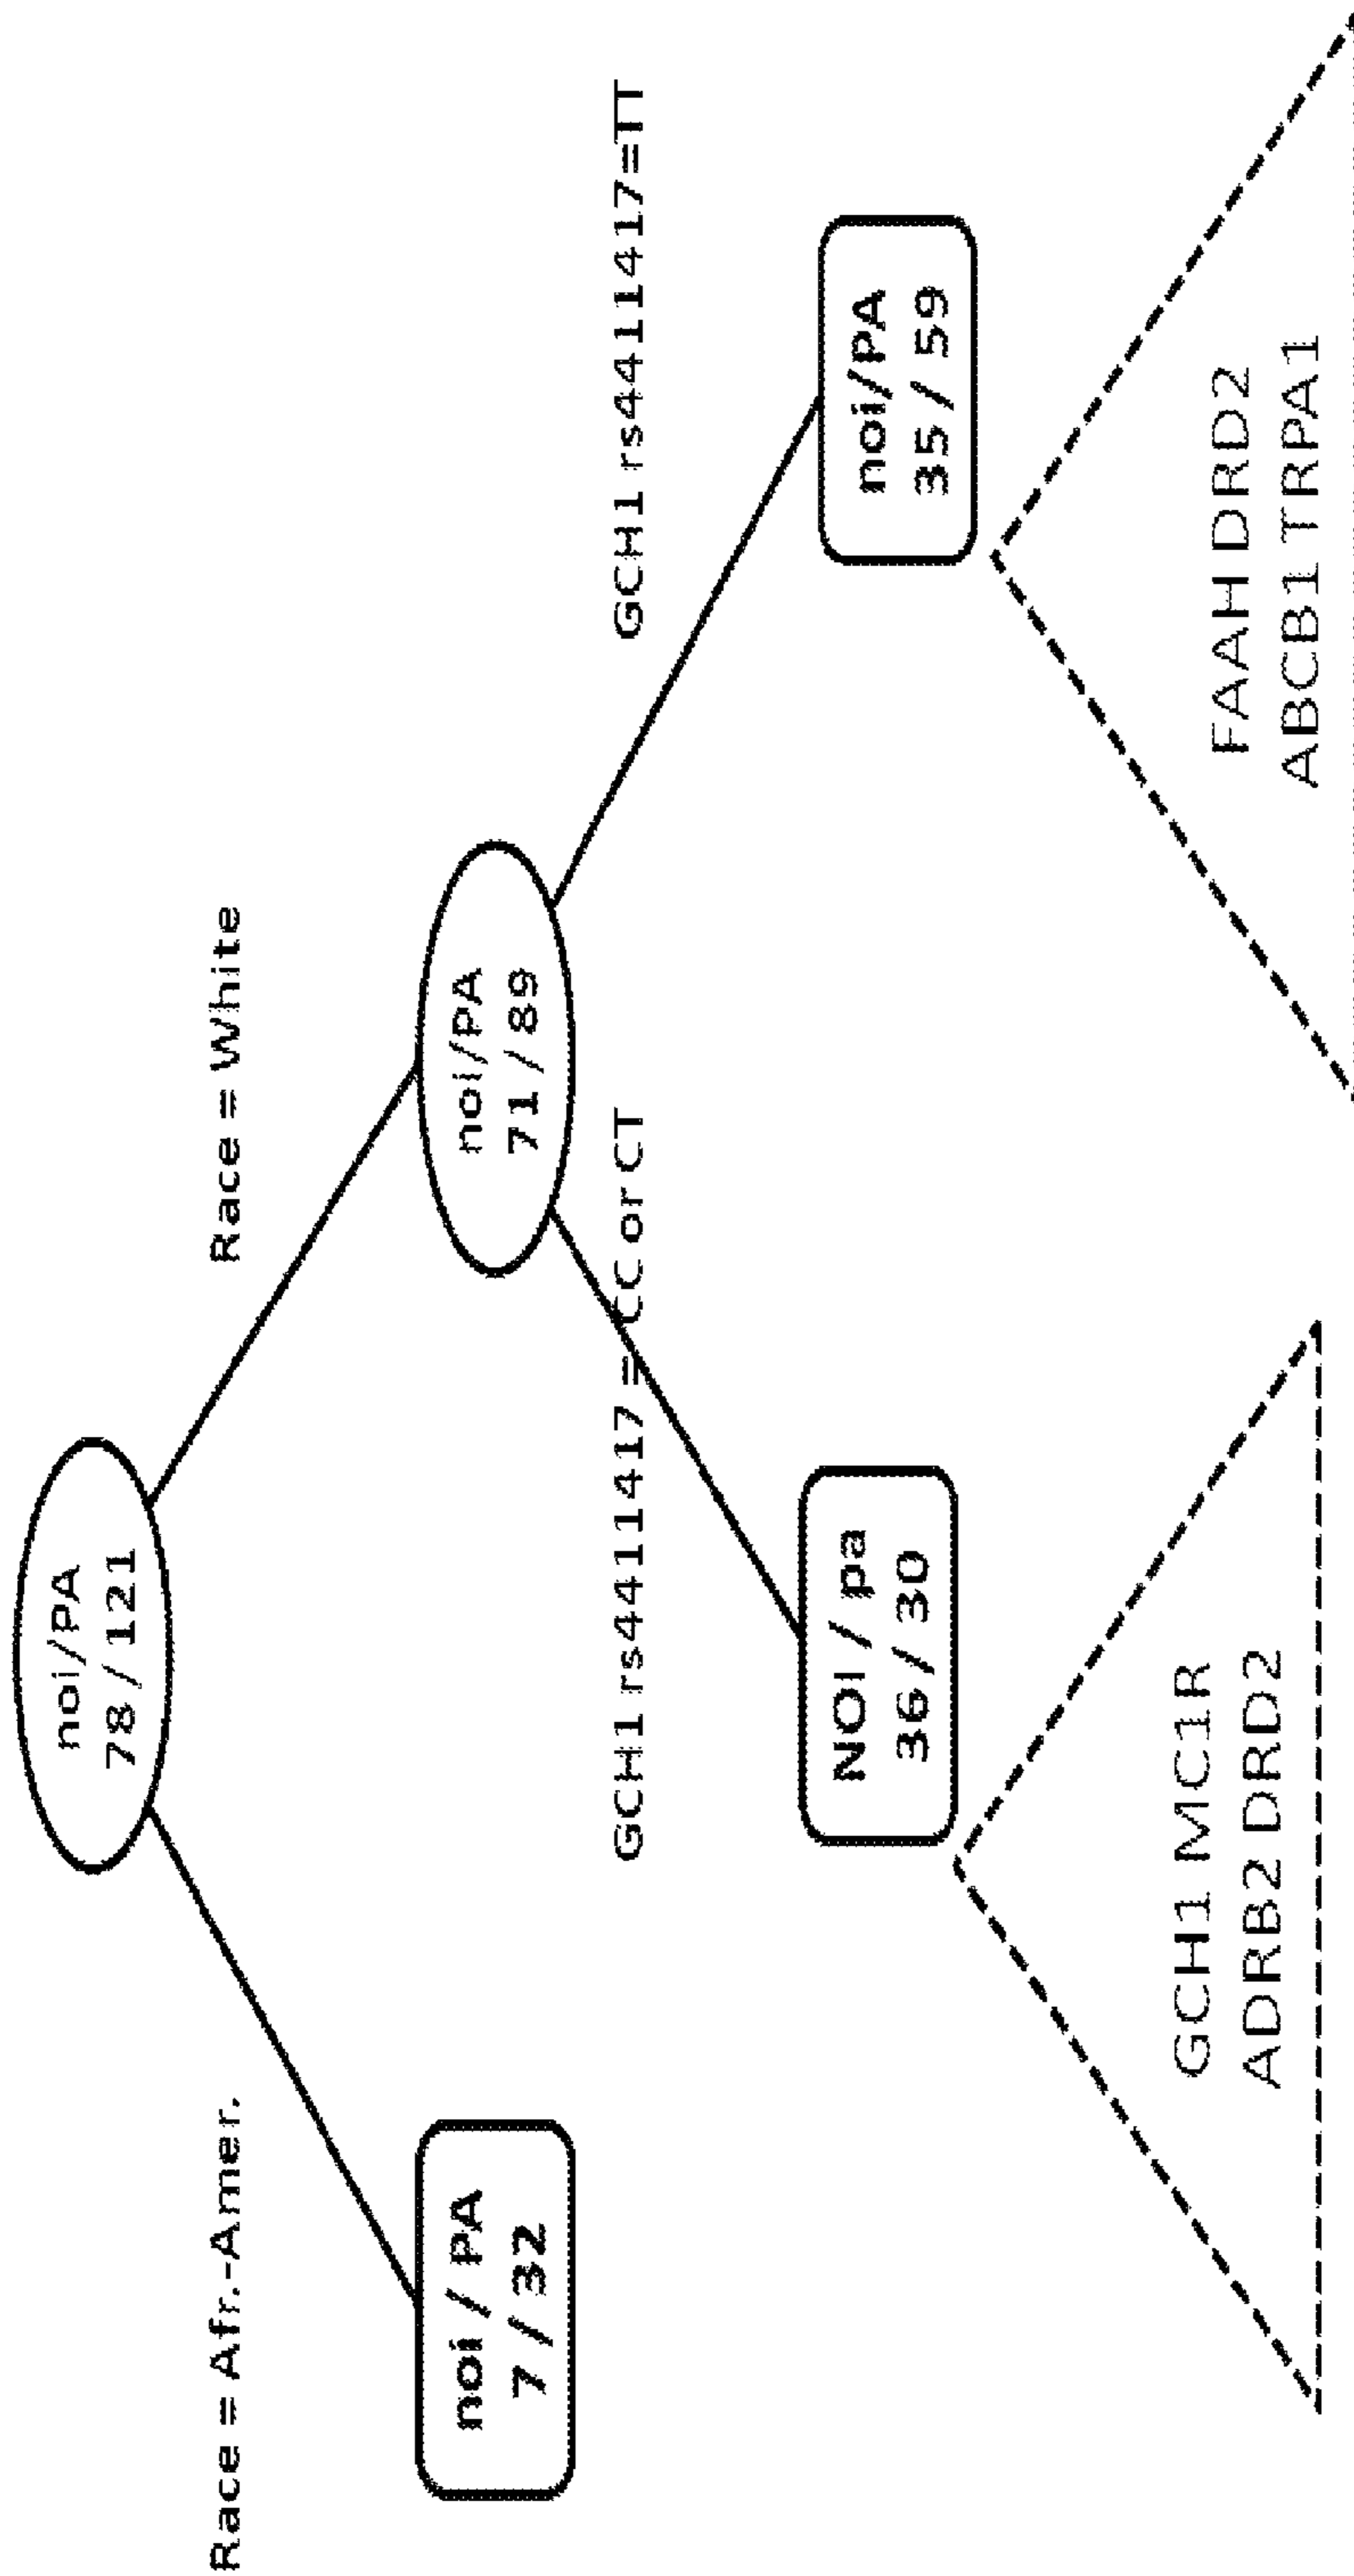 noi/PA
78 / 121
Race = Afr.-Amer.
Race = White
noi / PA
7 / 32
noi/PA
71 / 89
GCH1 rs4411417 = CC or CT
GCH1 rs4411417=TT
NOI / pa
36 / 30
noi/PA
35 / 59
GCH1 MC1R
ADRB2 DRD2
FAAH DRD2
ABCB1 TRPA1